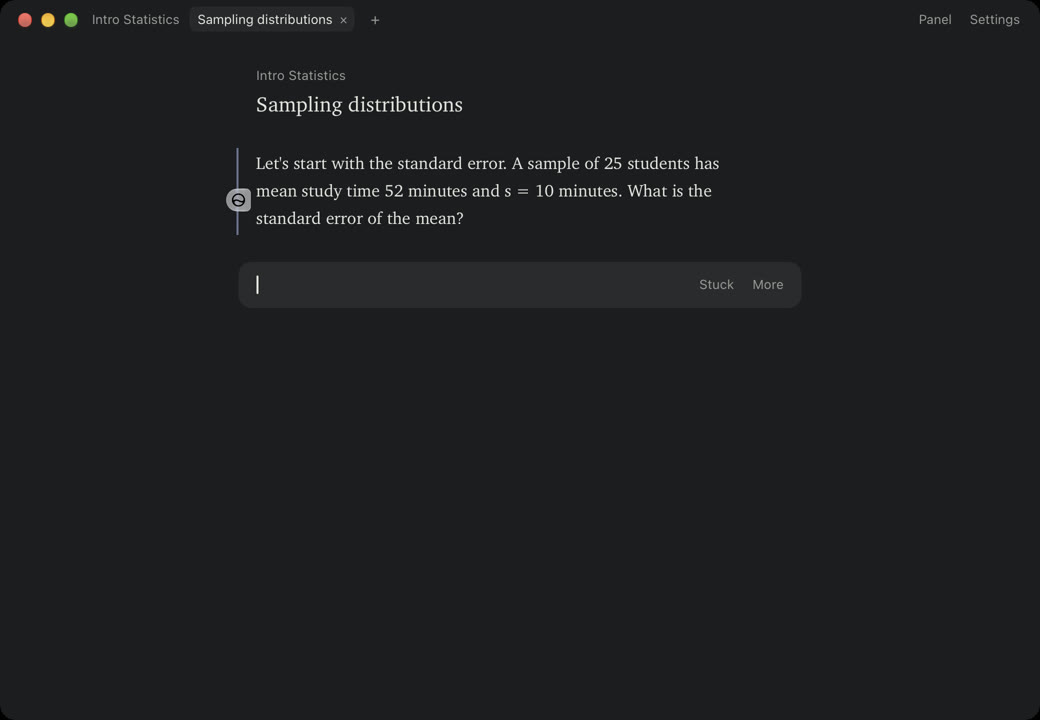 Intro Statistics
Sampling distributions ×
+
Panel
Settings
Intro Statistics
Sampling distributions
Let's start with the standard error. A sample of 25 students has
mean study time 52 minutes and s = 10 minutes. What is the
standard error of the mean?
Stuck
More